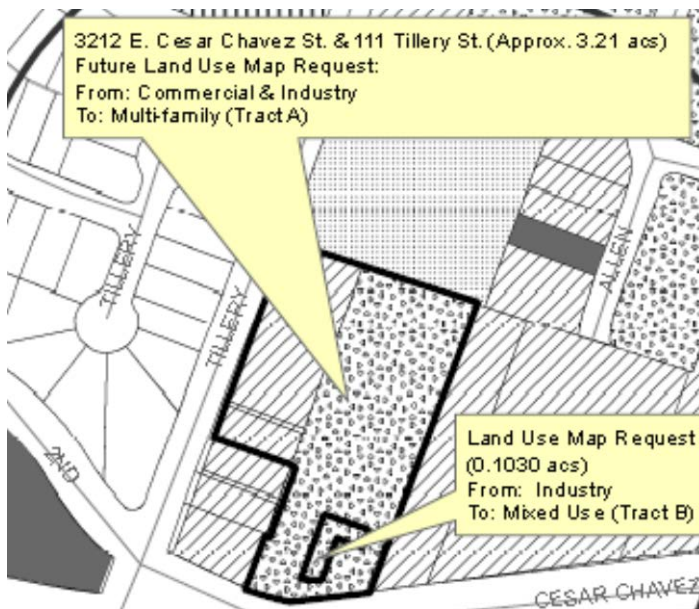 3212 E. Cesar Chavez St. & 111 Tillery St. (Approx. 3.21 acs)
Future Land Use Map Request:
From: Commercial & Industry
To: Multi-family (Tract A)
TILLERY
TILLERY
ALLEN
2ND
Land Use Map Request
(0.1030 acs)
From: Industry
To: Mixed Use (Tract B)
CESAR CHAVEZ